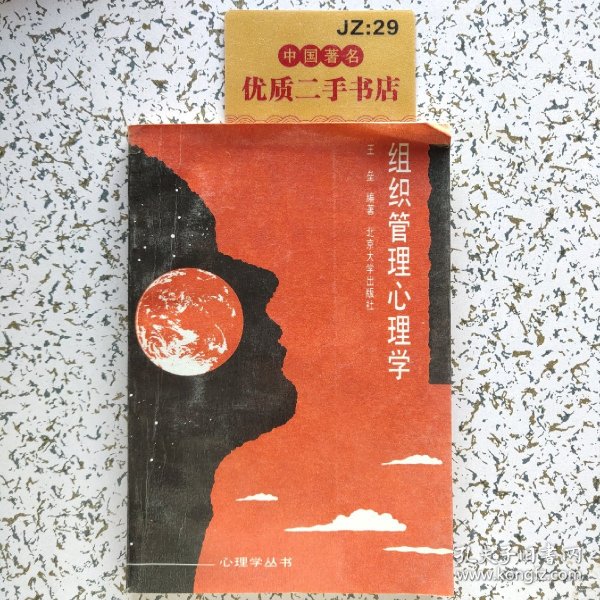 JZ:29
中国著名
优质二手书店
组织管理心理学
王垒 编著 北京大学出版社
心理学丛书
孔夫子旧书网
www.kongfz.com